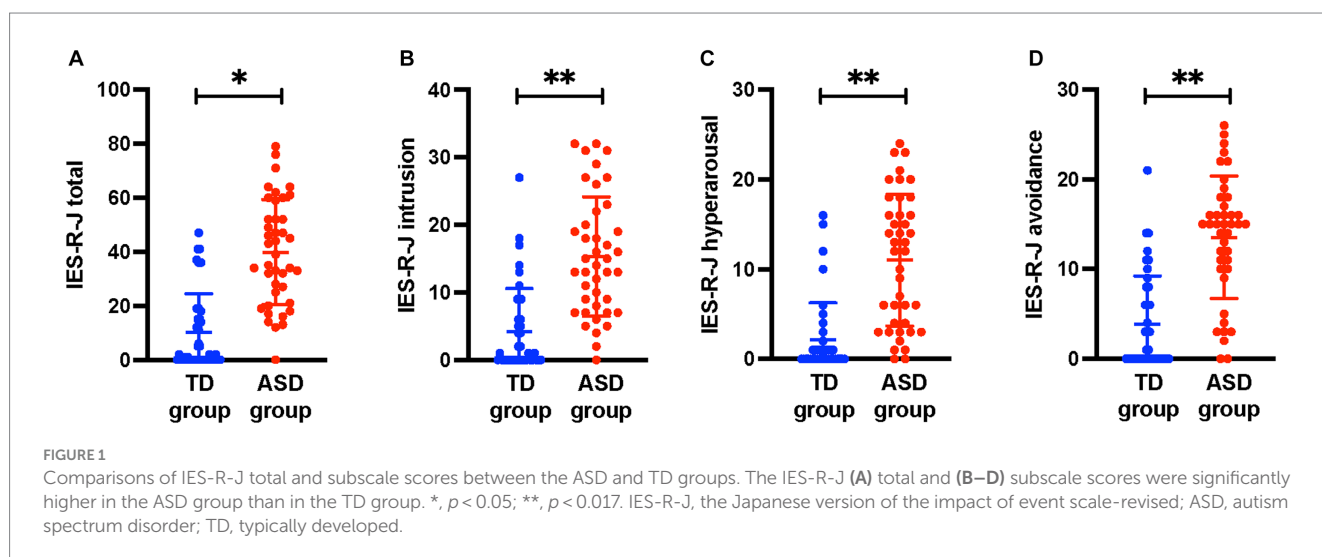 A
*
IES-R-J total
100
80
60
40
20
0
TD
group
ASD
group
B
**
IES-R-J intrusion
40
30
20
10
0
TD
group
ASD
group
C
**
IES-R-J hyperarousal
30
20
10
0
TD
group
ASD
group
D
**
IES-R-J avoidance
30
20
10
0
TD
group
ASD
group
FIGURE 1
Comparisons of IES-R-J total and subscale scores between the ASD and TD groups. The IES-R-J (A) total and (B–D) subscale scores were significantly
higher in the ASD group than in the TD group. *, p < 0.05; **, p < 0.017. IES-R-J, the Japanese version of the impact of event scale-revised; ASD, autism
spectrum disorder; TD, typically developed.